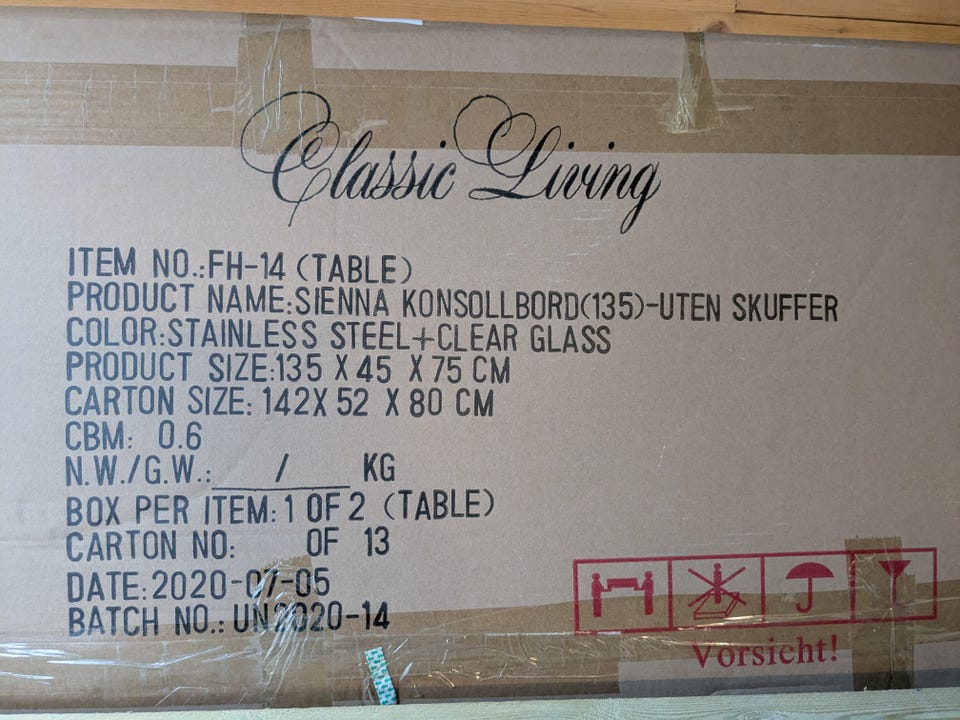 Classic Living
ITEM NO.:FH-14 (TABLE)
PRODUCT NAME:SIENNA KONSOLLBORD(135)-UTEN SKUFFER
COLOR:STAINLESS STEEL+CLEAR GLASS
PRODUCT SIZE:135 X 45 X 75 CM
CARTON SIZE: 142X 52 X 80 CM
CBM: 0.6
N.W./G.W.: / KG
BOX PER ITEM: 1 OF 2 (TABLE)
CARTON NO: OF 13
DATE:2020-07-05
BATCH NO.: UN2020-14
Vorsicht!